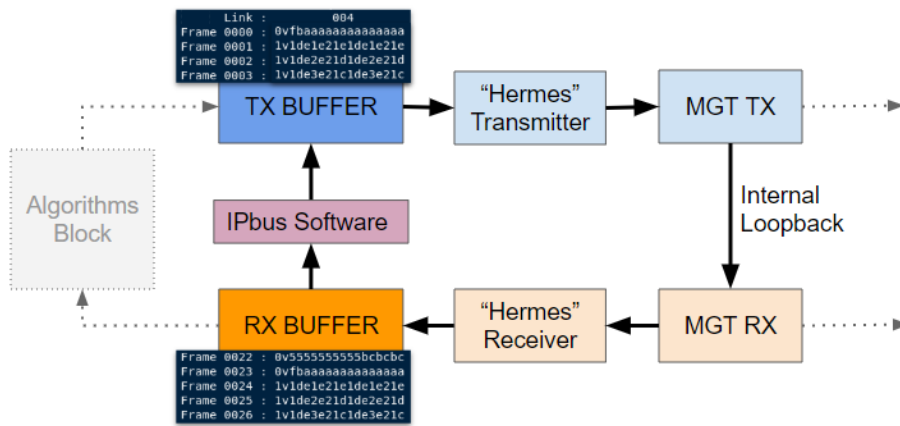 Link : 004
Frame 0000 : 0vfbaaaaaaaaaaaaaa
Frame 0001 : 1v1de1e21e1de1e21e
Frame 0002 : 1v1de2e21d1de2e21d
Frame 0003 : 1v1de3e21c1de3e21c
TX BUFFER
"Hermes"
Transmitter
MGT TX
Algorithms
Block
IPbus Software
Internal
Loopback
RX BUFFER
"Hermes"
Receiver
MGT RX
Frame 0022 : 0v5555555555bcbcbc
Frame 0023 : 0vfbaaaaaaaaaaaaaa
Frame 0024 : 1v1de1e21e1de1e21e
Frame 0025 : 1v1de2e21d1de2e21d
Frame 0026 : 1v1de3e21c1de3e21c